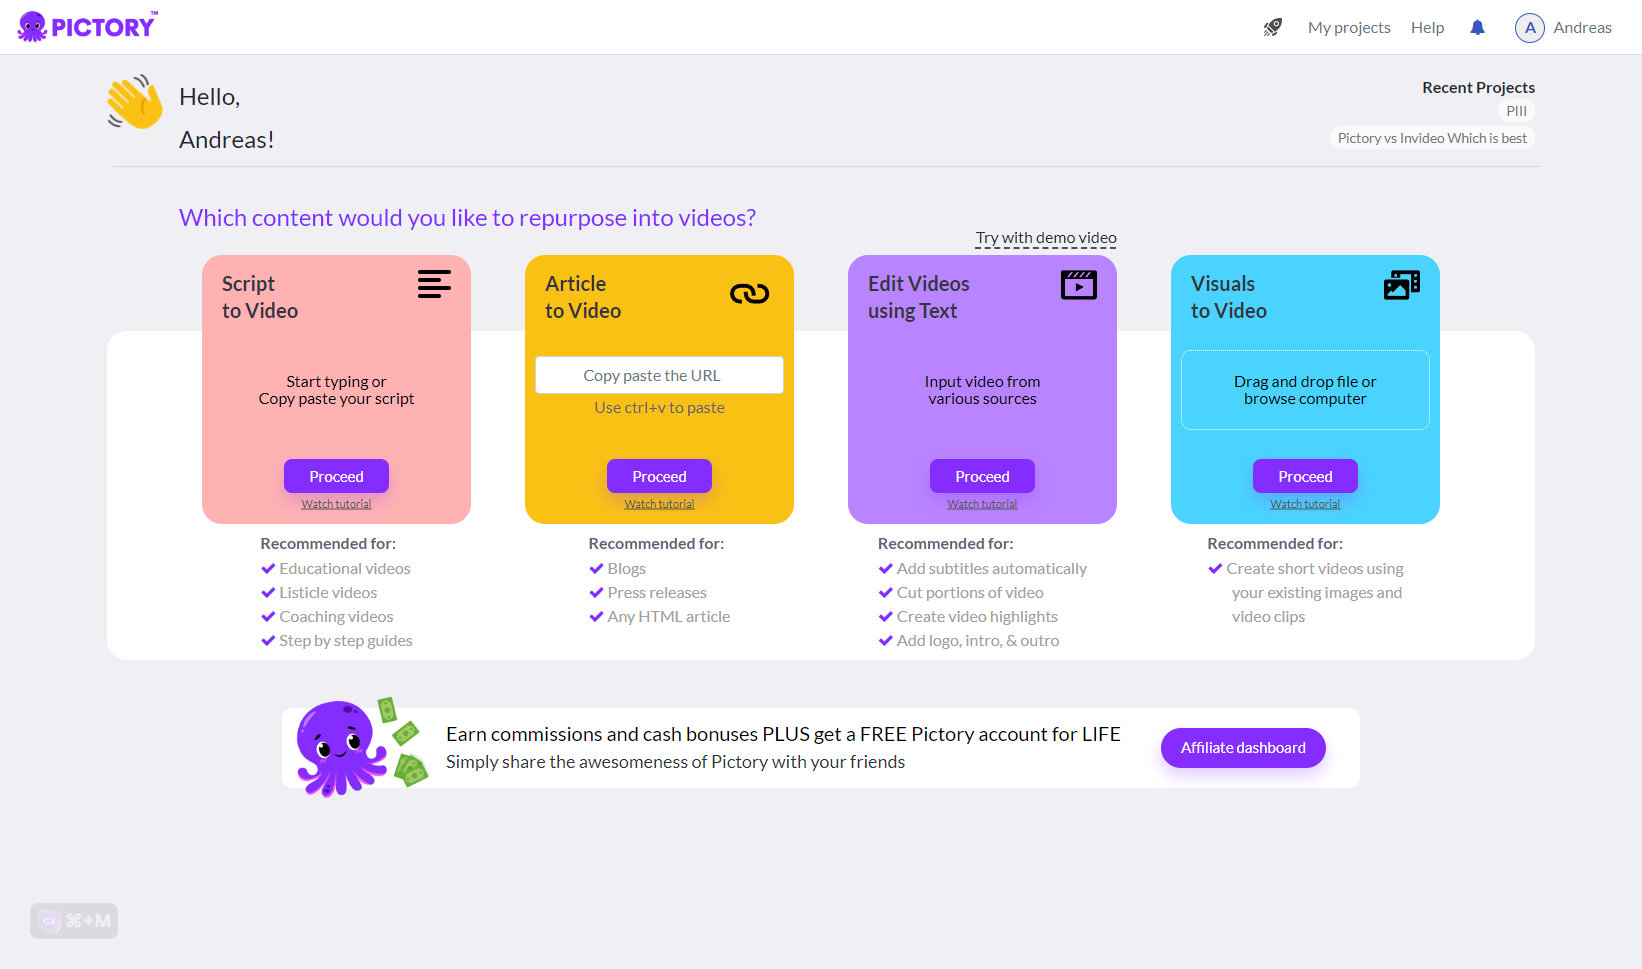 PICTORY™
My projects
Help
A
Andreas
Hello,
Andreas!
Recent Projects
PIII
Pictory vs Invideo Which is best
Which content would you like to repurpose into videos?
Try with demo video
Script
to Video
Start typing or
Copy paste your script
Proceed
Watch tutorial
Recommended for:
Educational videos
Listicle videos
Coaching videos
Step by step guides
Article
to Video
Copy paste the URL
Use ctrl+v to paste
Proceed
Watch tutorial
Recommended for:
Blogs
Press releases
Any HTML article
Edit Videos
using Text
Input video from
various sources
Proceed
Watch tutorial
Recommended for:
Add subtitles automatically
Cut portions of video
Create video highlights
Add logo, intro, & outro
Visuals
to Video
Drag and drop file or
browse computer
Proceed
Watch tutorial
Recommended for:
Create short videos using
your existing images and
video clips
Earn commissions and cash bonuses PLUS get a FREE Pictory account for LIFE
Simply share the awesomeness of Pictory with your friends
Affiliate dashboard
CS ⌘+M